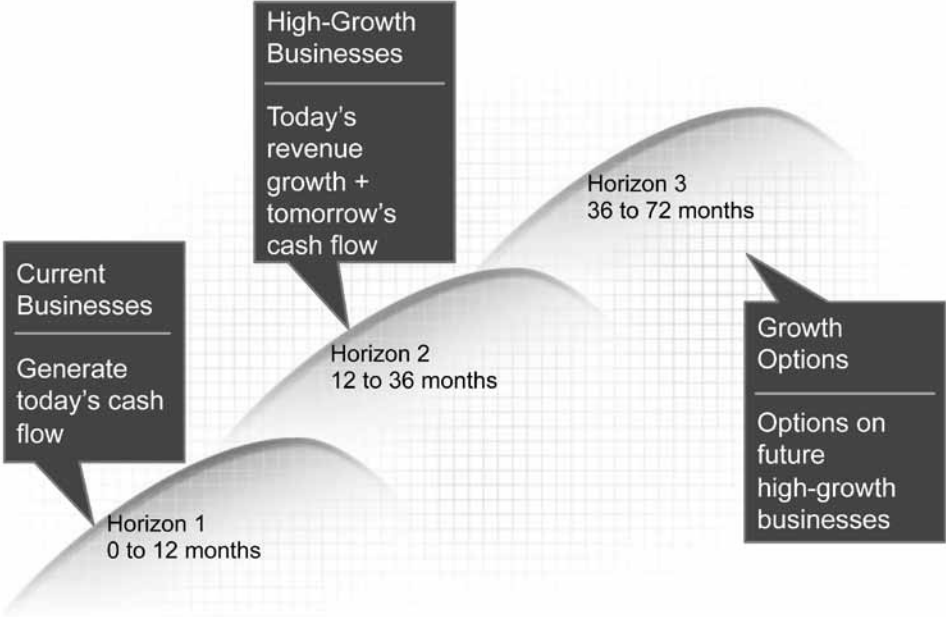 High-Growth
Businesses
Today's
revenue
growth +
tomorrow's
cash flow
Horizon 3
36 to 72 months
Current
Businesses
Generate
today's cash
flow
Horizon 2
12 to 36 months
Growth
Options
Options on
future
high-growth
businesses
Horizon 1
0 to 12 months